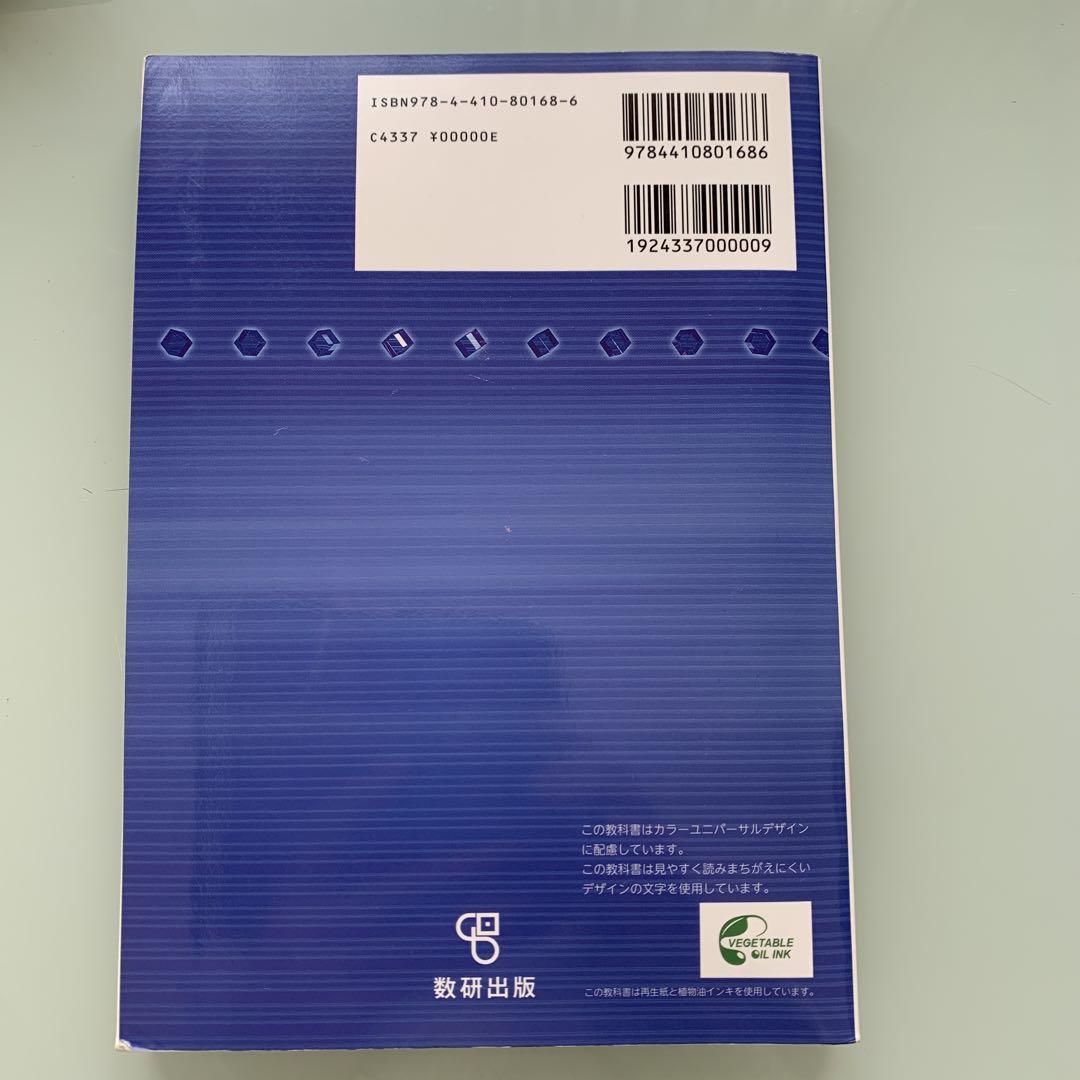 ISBN978-4-410-80168-6
C4337 ¥00000E
9784410801686
1924337000009
この教科書はカラーユニバーサルデザイン
に配慮しています。
この教科書は見やすく読みまちがえにくい
デザインの文字を使用しています。
VEGETABLE
OIL INK
数研出版
この教科書は再生紙と植物油インキを使用しています。